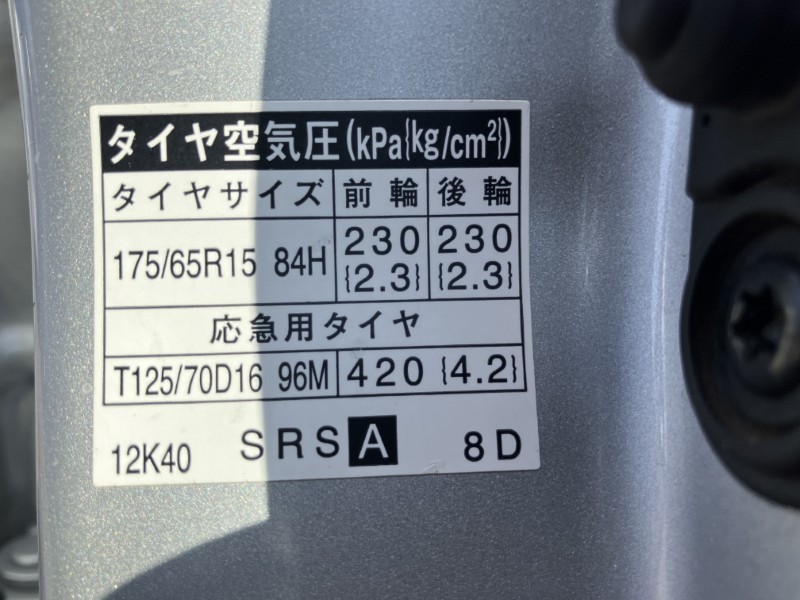 タイヤ空気圧(kPa{kg/cm²})
タイヤサイズ 前輪 後輪
175/65R15 84H 230 {2.3} 230 {2.3}
応急用タイヤ
T125/70D16 96M 420 {4.2}
12K40 SRS A 8D